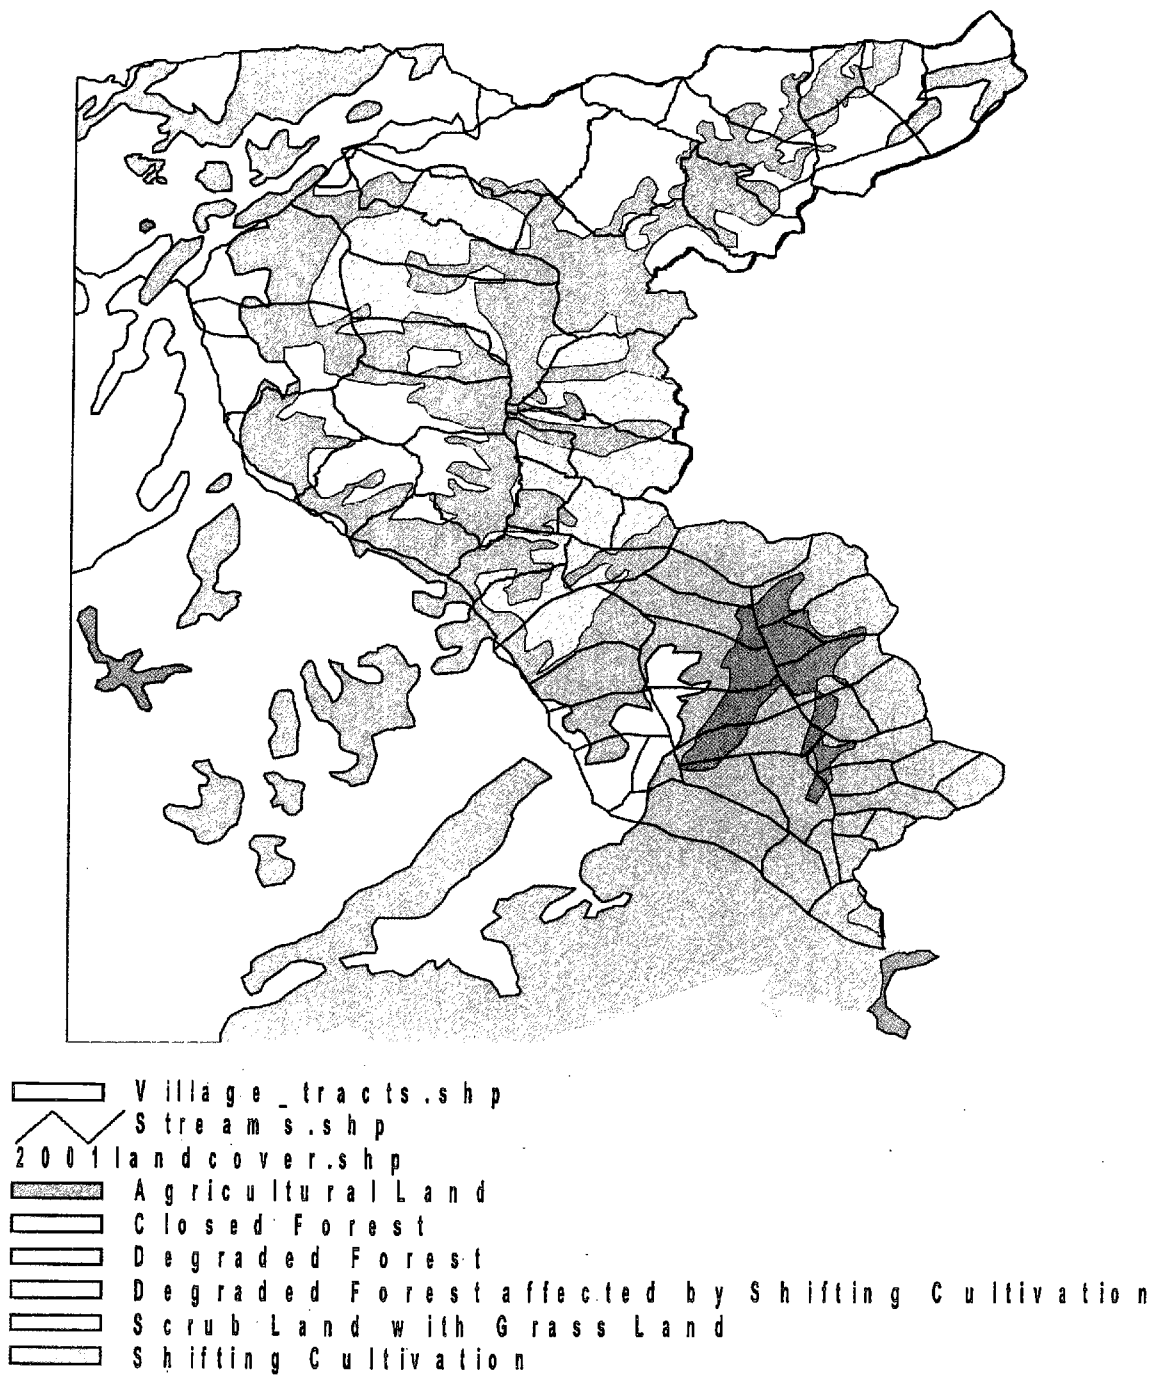 Village_tracts.shp
Streams.shp
2001landcover.shp
Agricultural Land
Closed Forest
Degraded Forest
Degraded Forest affected by Shifting Cultivation
Scrub Land with Grass Land
Shifting Cultivation